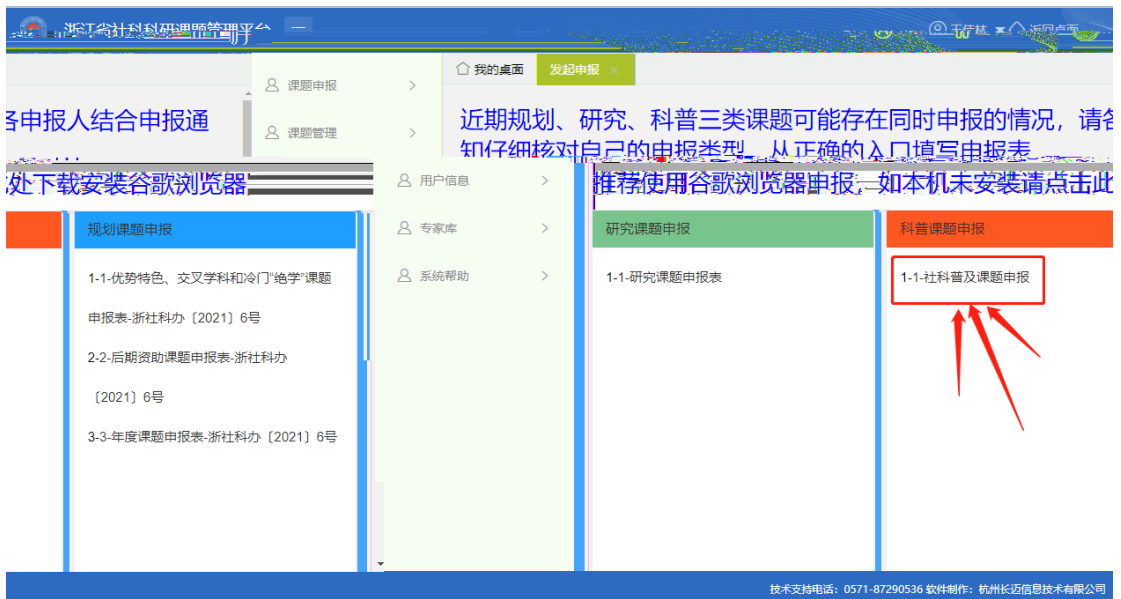 浙江省社科科研课题管理平台
返回点面
我的桌面
发起申报 ×
课题申报
课题管理
各申报人结合申报通
近期规划、研究、科普三类课题可能存在同时申报的情况，请各
知仔细核对自己的申报类型，从正确的入口填写申报表
处下载安装谷歌浏览器
推荐使用谷歌浏览器申报，如本机未安装请点击此
用户信息
专家库
系统帮助
规划课题申报
1-1-优势特色、交叉学科和冷门“绝学”课题
申报表-浙社科办〔2021〕6号
2-2-后期资助课题申报表-浙社科办
〔2021〕6号
3-3-年度课题申报表-浙社科办〔2021〕6号
研究课题申报
1-1-研究课题申报表
科普课题申报
1-1-社科普及课题申报
技术支持电话：0571-87290536 软件制作：杭州长迈信息技术有限公司